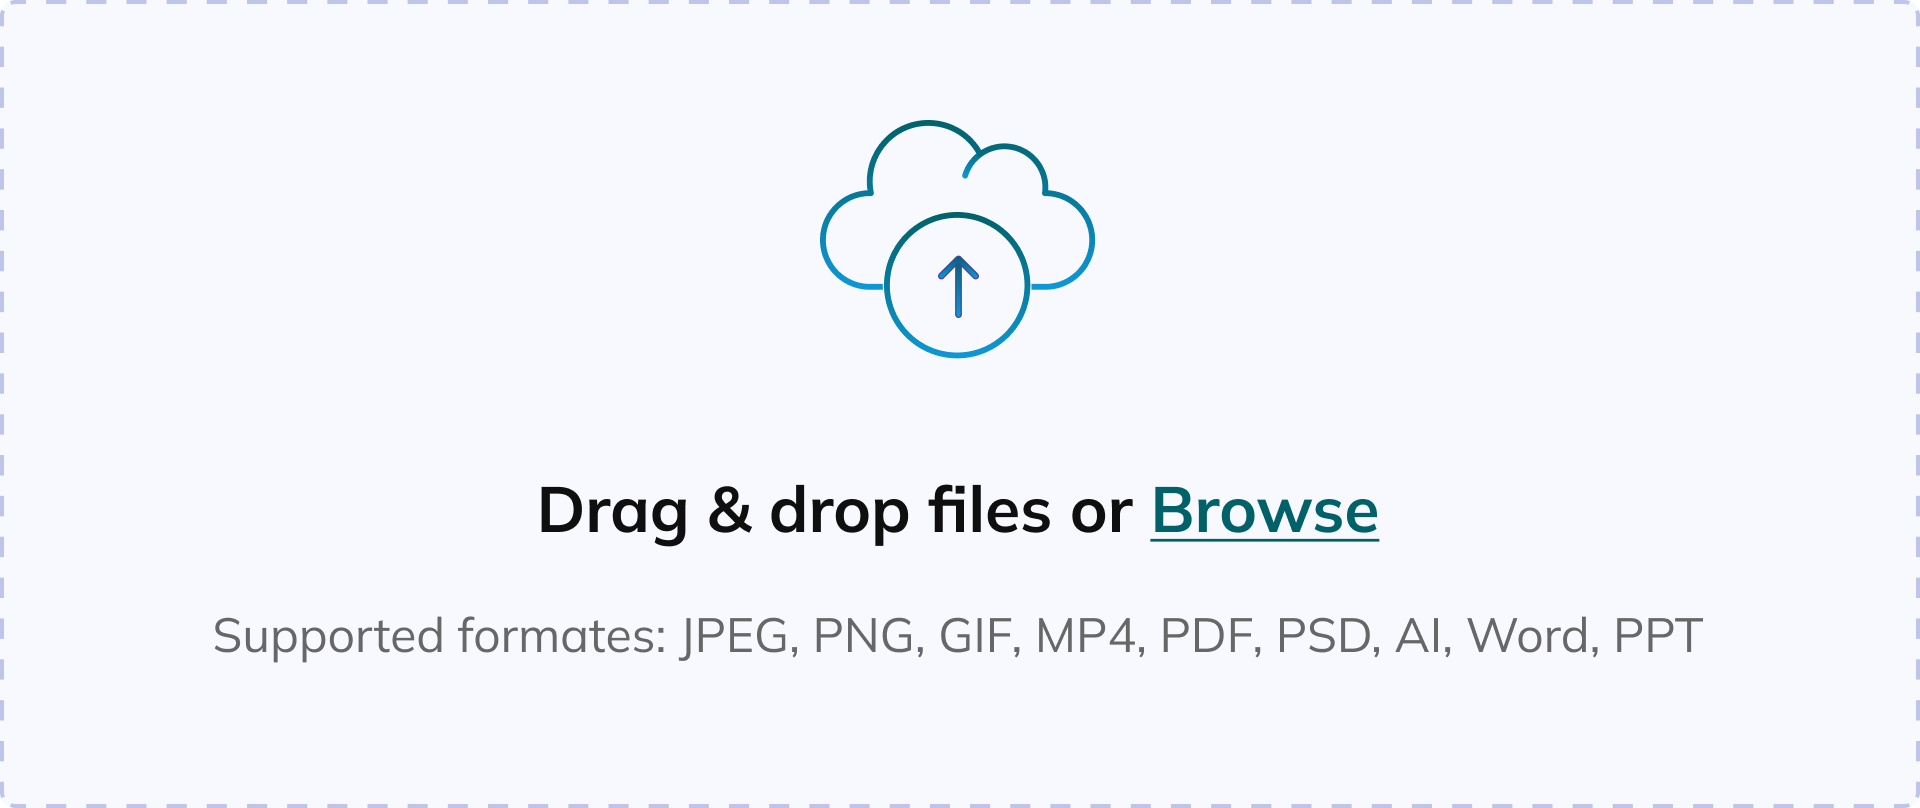 Drag & drop files or Browse
Supported formates: JPEG, PNG, GIF, MP4, PDF, PSD, AI, Word, PPT